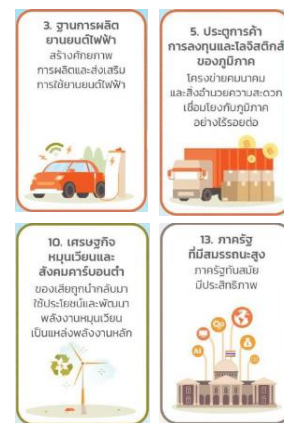 3. ฐานการผลิต
ยานยนต์ไฟฟ้า
สร้างศักยภาพ
การผลิตและส่งเสริม
การใช้ยานยนต์ไฟฟ้า
5. ประตูการค้า
การลงทุนและโลจิสติกส์
ของภูมิภาค
โครงข่ายคมนาคม
และสิ่งอำนวยความสะดวก
เชื่อมโยงกับภูมิภาค
อย่างไร้รอยต่อ
10. เศรษฐกิจ
หมุนเวียนและ
สังคมคาร์บอนต่ำ
ของเสียถูกนำกลับมา
ใช้ประโยชน์และพัฒนา
พลังงานหมุนเวียน
เป็นแหล่งพลังงานหลัก
13. ภาครัฐ
ที่มีสมรรถนะสูง
ภาครัฐทันสมัย
มีประสิทธิภาพ
AI